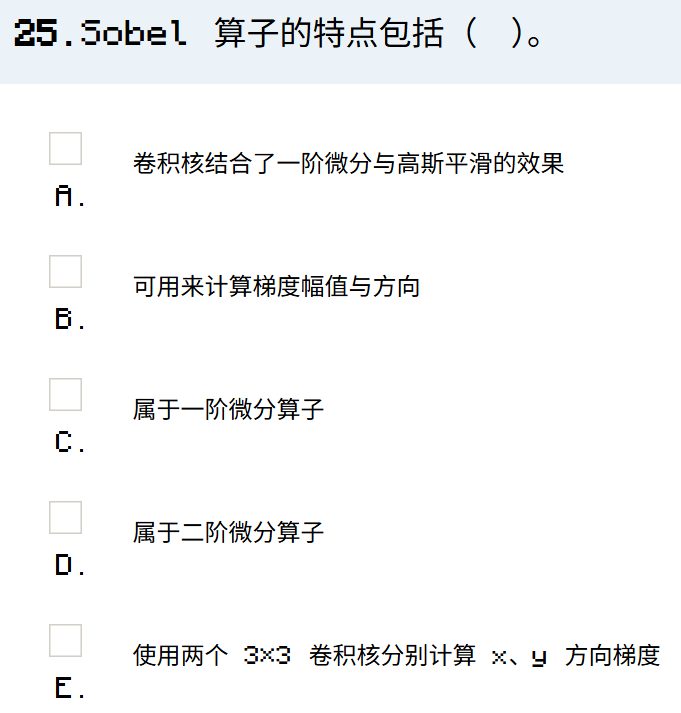 25.Sobel 算子的特点包括（ ）。
卷积核结合了一阶微分与高斯平滑的效果
A.
可用来计算梯度幅值与方向
B.
属于一阶微分算子
C.
属于二阶微分算子
D.
使用两个 3×3 卷积核分别计算 x、y 方向梯度
E.